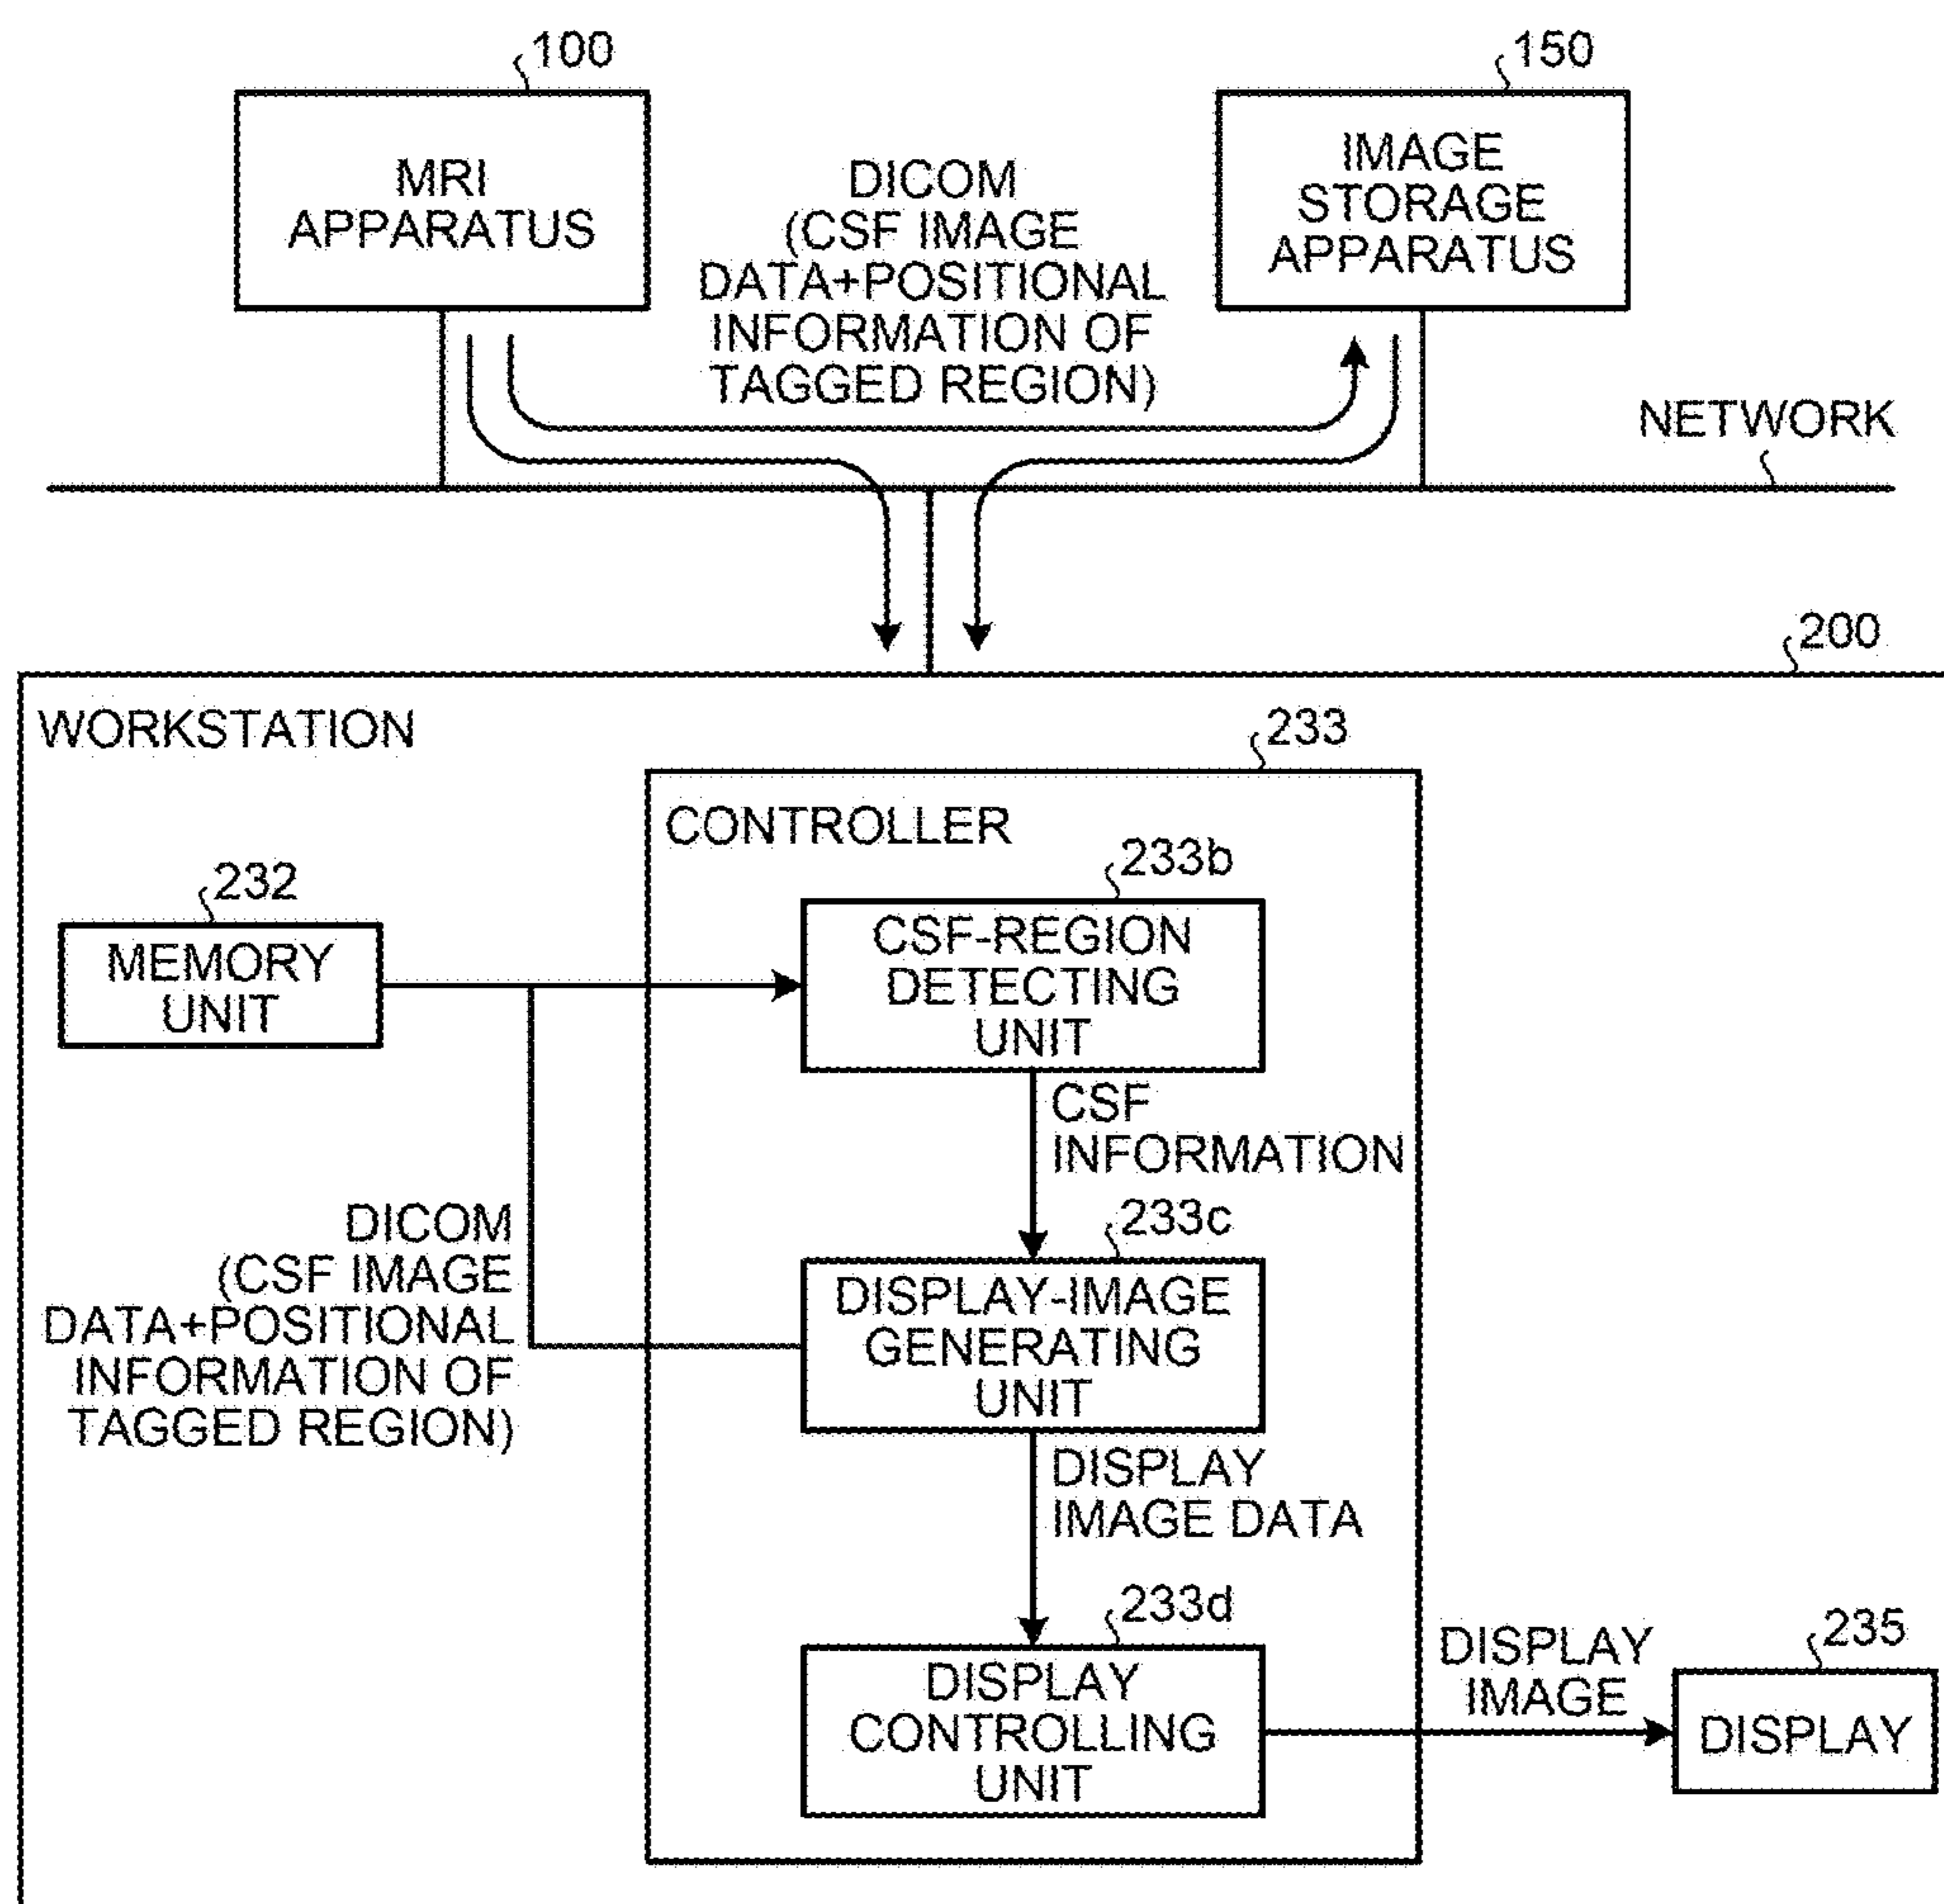 100
150
MRI
APPARATUS
DICOM
(CSF IMAGE
DATA+POSITIONAL
INFORMATION OF
TAGGED REGION)
IMAGE
STORAGE
APPARATUS
NETWORK
200
WORKSTATION
233
CONTROLLER
232
MEMORY
UNIT
233b
CSF-REGION
DETECTING
UNIT
CSF
INFORMATION
DICOM
(CSF IMAGE
DATA+POSITIONAL
INFORMATION OF
TAGGED REGION)
233c
DISPLAY-IMAGE
GENERATING
UNIT
DISPLAY
IMAGE DATA
233d
DISPLAY
CONTROLLING
UNIT
DISPLAY
IMAGE
235
DISPLAY